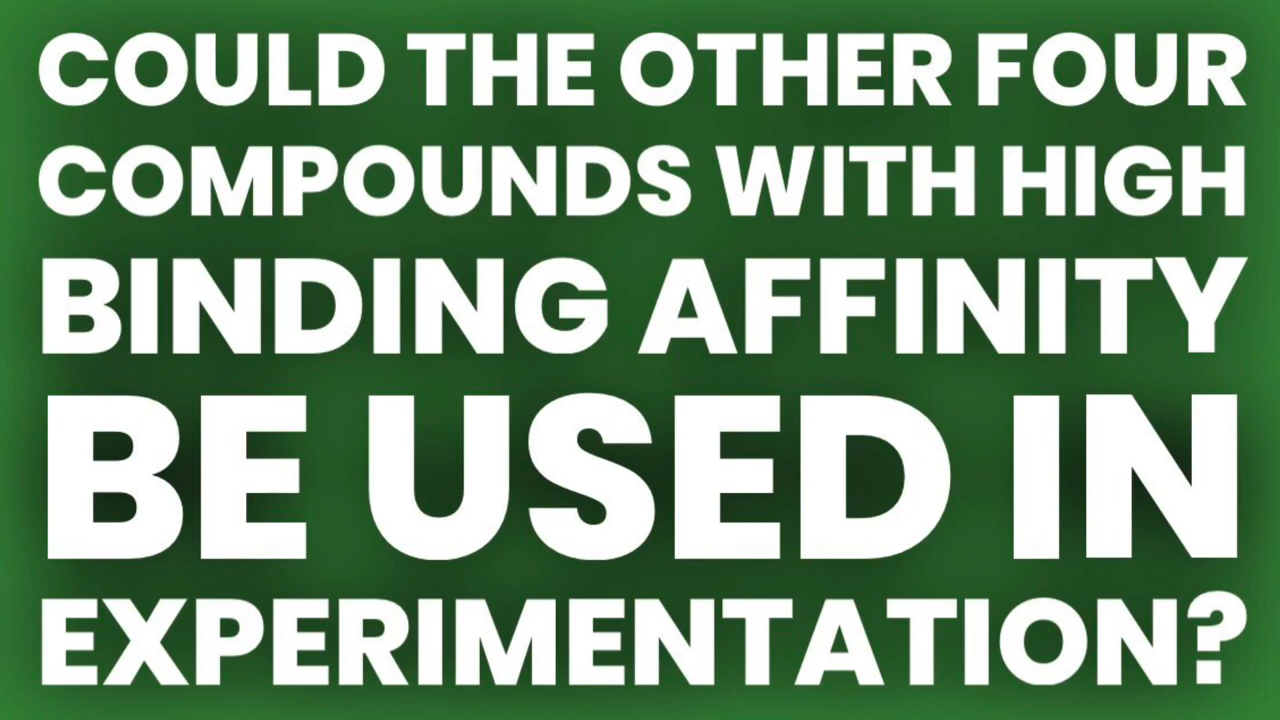 COULD THE OTHER FOUR
COMPOUNDS WITH HIGH
BINDING AFFINITY
BE USED IN
EXPERIMENTATION?